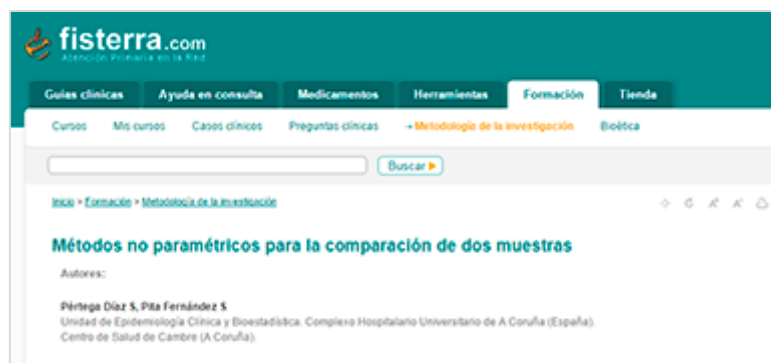 fisterra.com
Atención Primaria en la Red
Guías clínicas Ayuda en consulta Medicamentos Herramientas Formación Tienda
Cursos Mis cursos Casos clínicos Preguntas clínicas Metodología de la investigación Bioética
Buscar
Inicio > Formación > Metodología de la investigación
Métodos no paramétricos para la comparación de dos muestras
Autores:
Pértega Díaz S, Pita Fernández S
Unidad de Epidemiología Clínica y Bioestadística. Complexo Hospitalario Universitario de A Coruña (España).
Centro de Salud de Cambre (A Coruña).